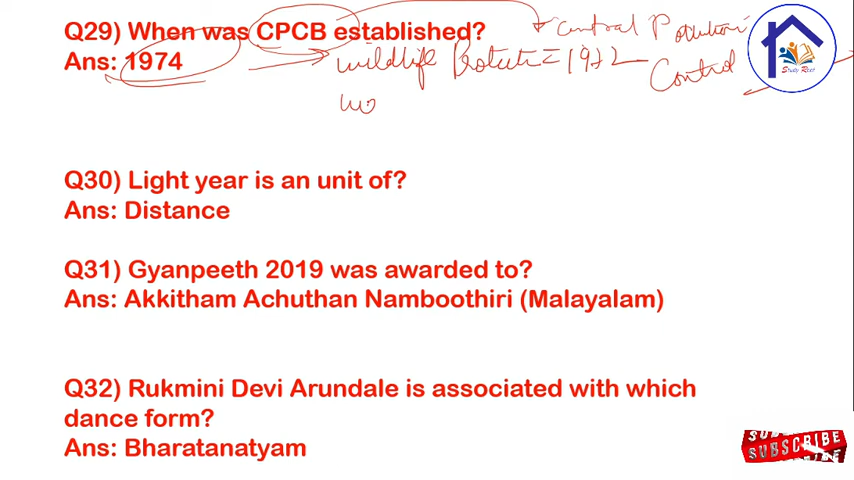 Q29) When was CPCB established?
Central Pollution
Ans: 1974
Wildlife Protection = 1972
Control
wo
Q30) Light year is an unit of?
Ans: Distance
Q31) Gyanpeeth 2019 was awarded to?
Ans: Akkitham Achuthan Namboothiri (Malayalam)
Q32) Rukmini Devi Arundale is associated with which
dance form?
Ans: Bharatanatyam
SUBSCRIBE